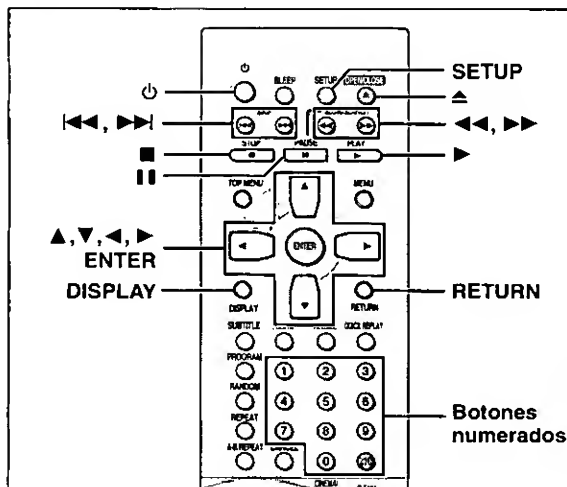 SETUP
SLEEP SETUP OPEN/CLOSE
STOP PAUSE PLAY
TOP MENU MENU
▲,▼,◄,►
ENTER
ENTER
DISPLAY
RETURN
DISPLAY RETURN
SUBTITLE QUICK REPLAY
PROGRAM
1 2 3
RANDOM
4 5 6
REPEAT
7 8 9
Botones
numerados
A-B REPEAT
0